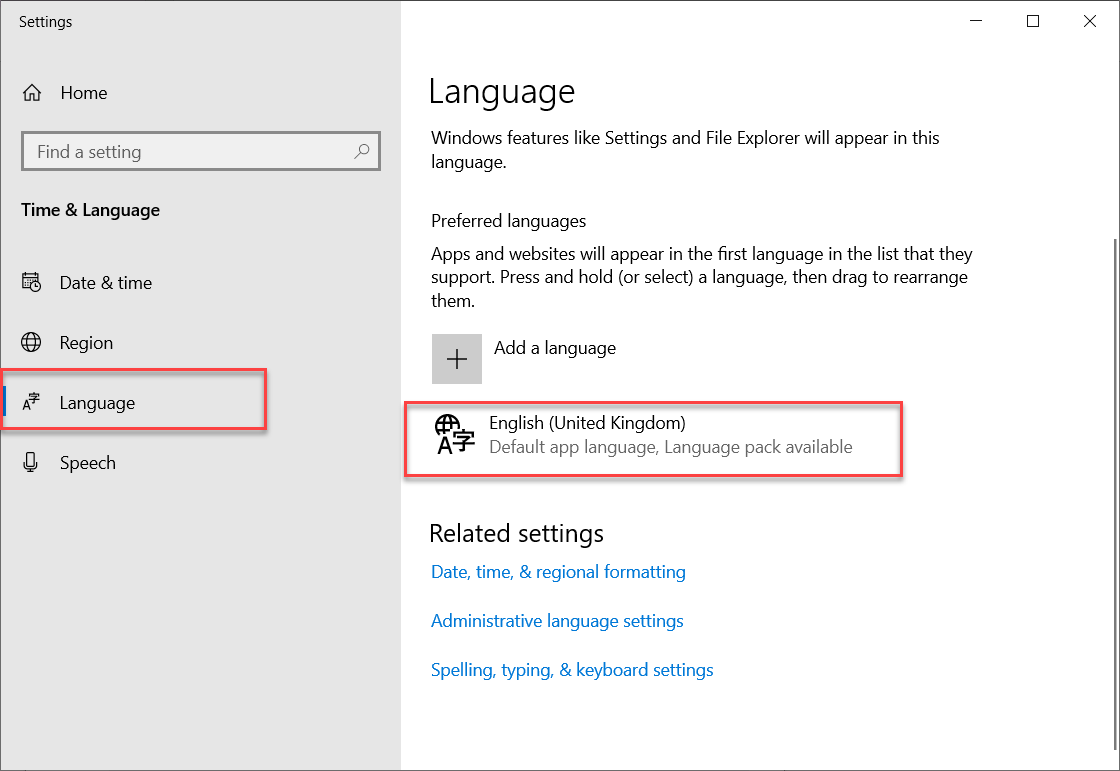 Settings
Home
Find a setting
Time & Language
Date & time
Region
Language
Speech
Language
Windows features like Settings and File Explorer will appear in this
language.
Preferred languages
Apps and websites will appear in the first language in the list that they
support. Press and hold (or select) a language, then drag to rearrange
them.
Add a language
English (United Kingdom)
Default app language, Language pack available
Related settings
Date, time, & regional formatting
Administrative language settings
Spelling, typing, & keyboard settings